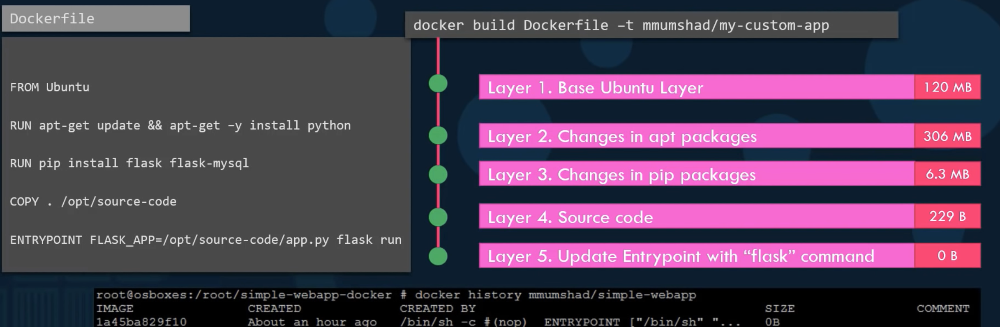 Dockerfile
docker build Dockerfile –t mmumshad/my-custom-app
FROM Ubuntu
RUN apt-get update && apt-get –y install python
RUN pip install flask flask-mysql
COPY . /opt/source-code
ENTRYPOINT FLASK_APP=/opt/source-code/app.py flask run
Layer 1. Base Ubuntu Layer 120 MB
Layer 2. Changes in apt packages 306 MB
Layer 3. Changes in pip packages 6.3 MB
Layer 4. Source code 229 B
Layer 5. Update Entrypoint with “flask” command 0 B
root@osboxes:/root/simple-webapp-docker # docker history mmumshad/simple-webapp
IMAGE CREATED CREATED BY SIZE COMMENT
1a45ba829f10 About an hour ago /bin/sh -c #(nop) ENTRYPOINT ["/bin/sh" "... 0B